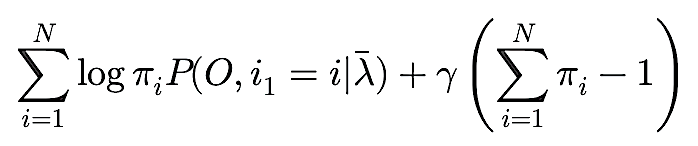 $$\sum_{i=1}^{N} \log \pi_i P(O, i_1 = i | \bar{\lambda}) + \gamma \left( \sum_{i=1}^{N} \pi_i - 1 \right)$$